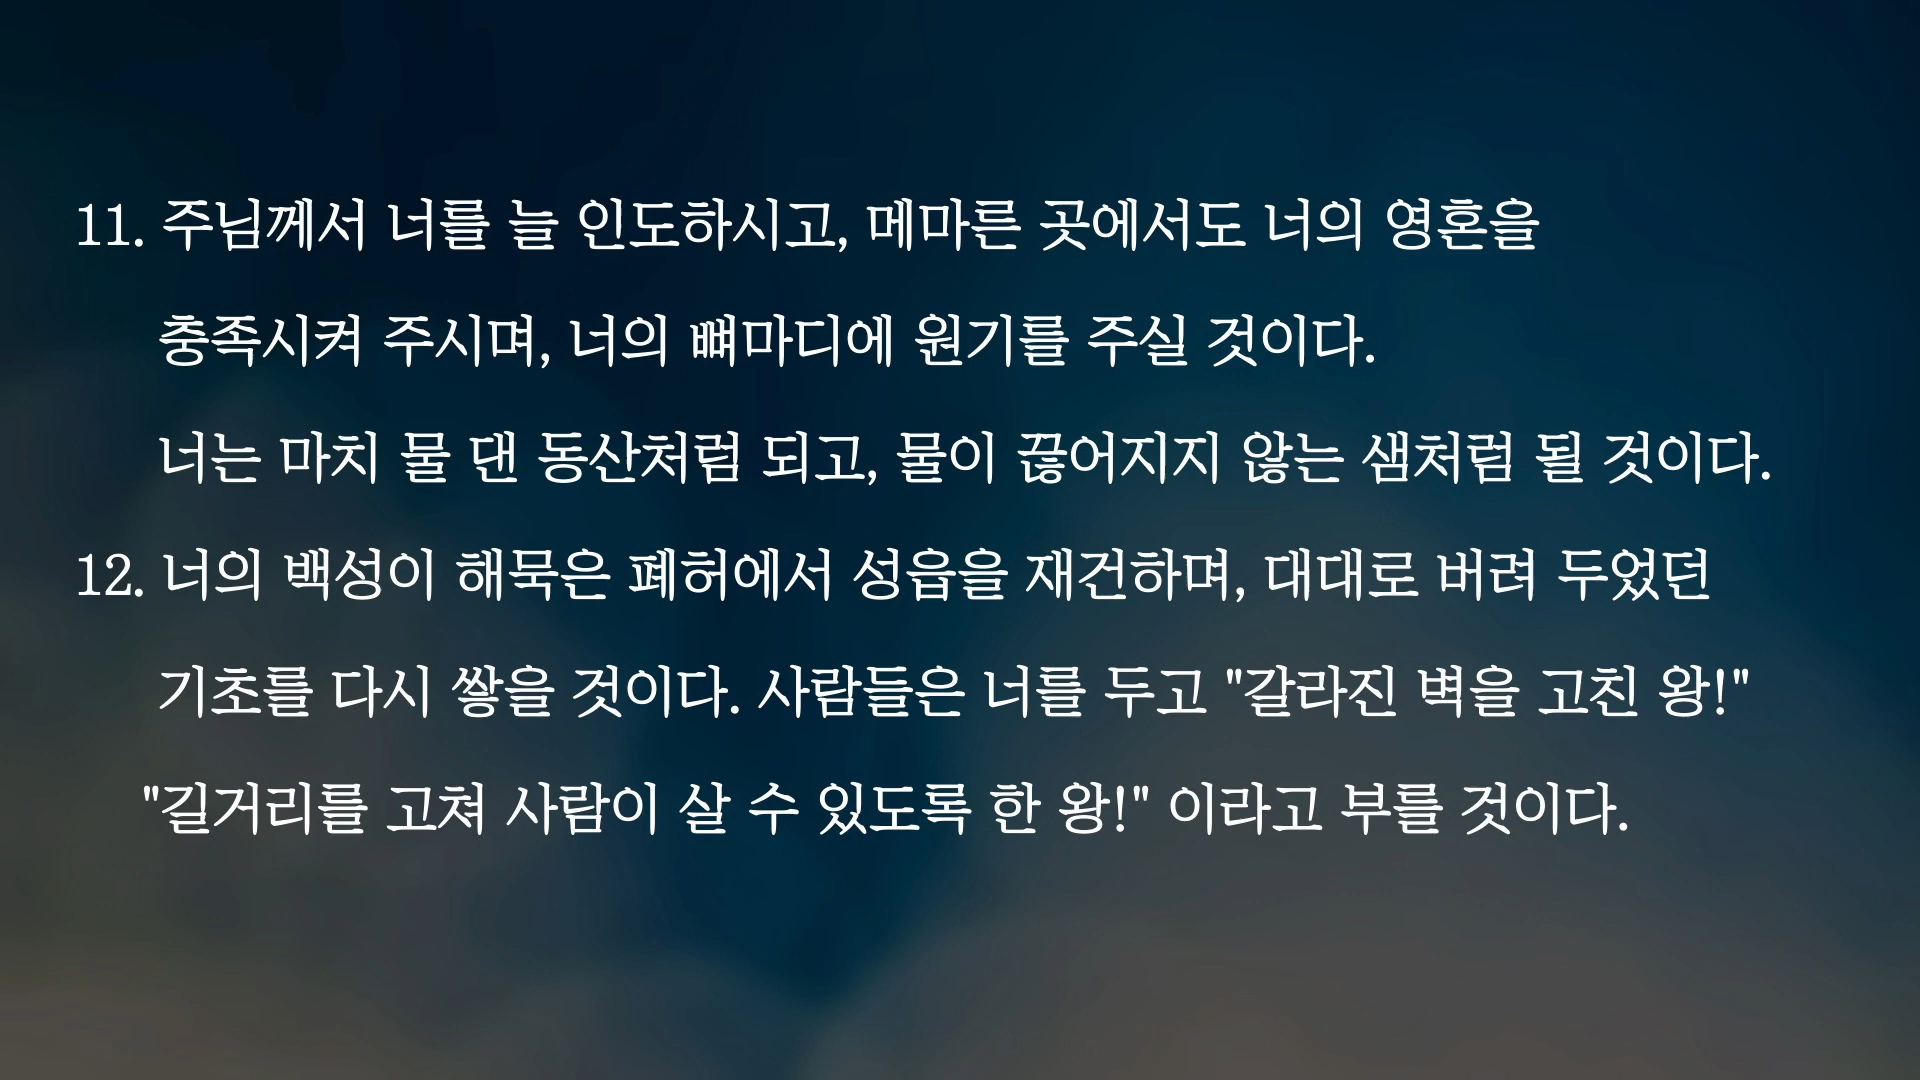 11. 주님께서 너를 늘 인도하시고, 메마른 곳에서도 너의 영혼을
충족시켜 주시며, 너의 뼈마디에 원기를 주실 것이다.
너는 마치 물 댄 동산처럼 되고, 물이 끊어지지 않는 샘처럼 될 것이다.
12. 너의 백성이 해묵은 폐허에서 성읍을 재건하며, 대대로 버려 두었던
기초를 다시 쌓을 것이다. 사람들은 너를 두고 "갈라진 벽을 고친 왕!"
"길거리를 고쳐 사람이 살 수 있도록 한 왕!" 이라고 부를 것이다.